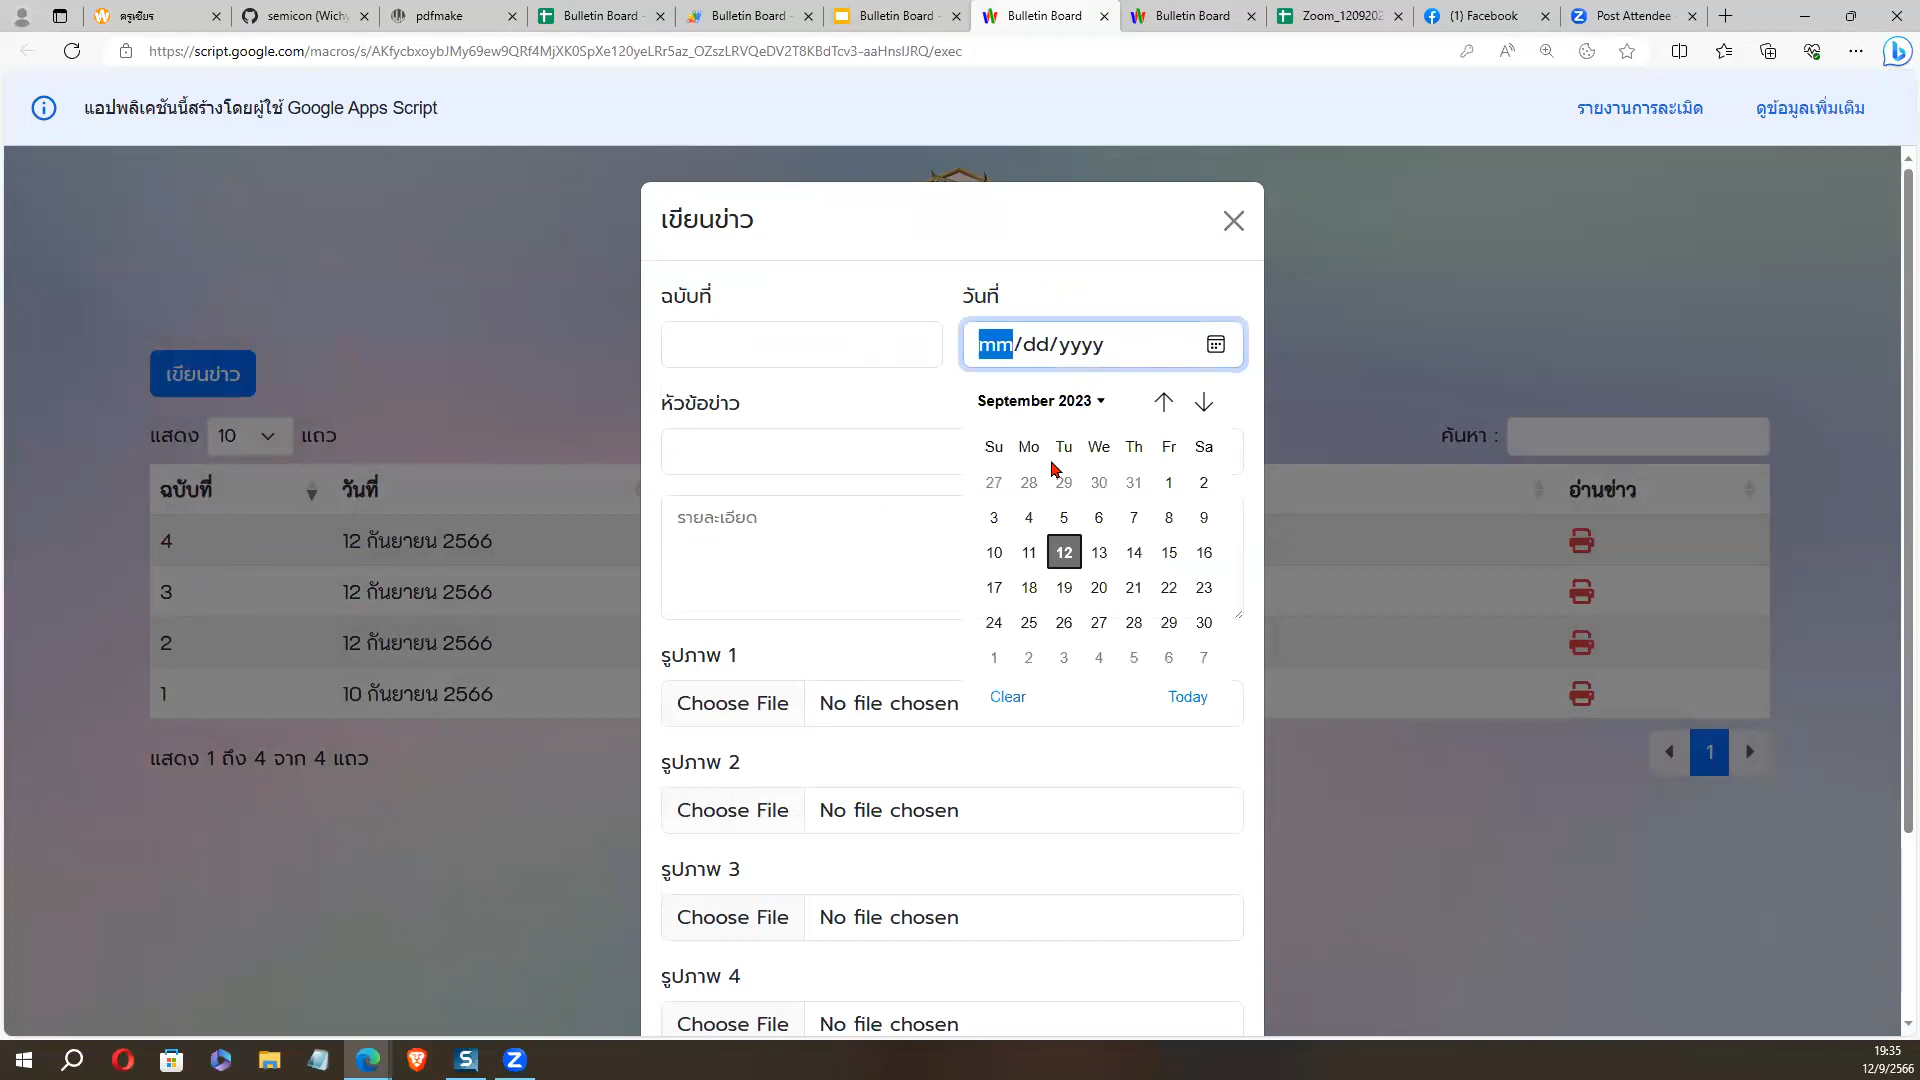 ครูเชียร
semicon (Wichy
pdfmake
Bulletin Board -
Bulletin Board -
Bulletin Board -
Bulletin Board
Bulletin Board
Zoom_1209202
(1) Facebook
Post Attendee
https://script.google.com/macros/s/AKfycbxoybJMy69ew9QRf4MjXK0SpXe120yeLRr5az_OZszLRVQeDV2T8KBdTcv3-aaHnsIJRQ/exec
แอปพลิเคชันนี้สร้างโดยผู้ใช้ Google Apps Script
รายงานการละเมิด
ดูข้อมูลเพิ่มเติม
เขียนข่าว
ฉบับที่
วันที่
mm/dd/yyyy
หัวข้อข่าว
September 2023
Su Mo Tu We Th Fr Sa
27 28 29 30 31 1 2
3 4 5 6 7 8 9
10 11 12 13 14 15 16
17 18 19 20 21 22 23
24 25 26 27 28 29 30
1 2 3 4 5 6 7
Clear
Today
รายละเอียด
รูปภาพ 1
Choose File No file chosen
รูปภาพ 2
Choose File No file chosen
รูปภาพ 3
Choose File No file chosen
รูปภาพ 4
Choose File No file chosen
เขียนข่าว
แสดง 10 แถว
ค้นหา :
ฉบับที่ วันที่ อ่านข่าว
4 12 กันยายน 2566
3 12 กันยายน 2566
2 12 กันยายน 2566
1 10 กันยายน 2566
แสดง 1 ถึง 4 จาก 4 แถว
1
19:35
12/9/2566